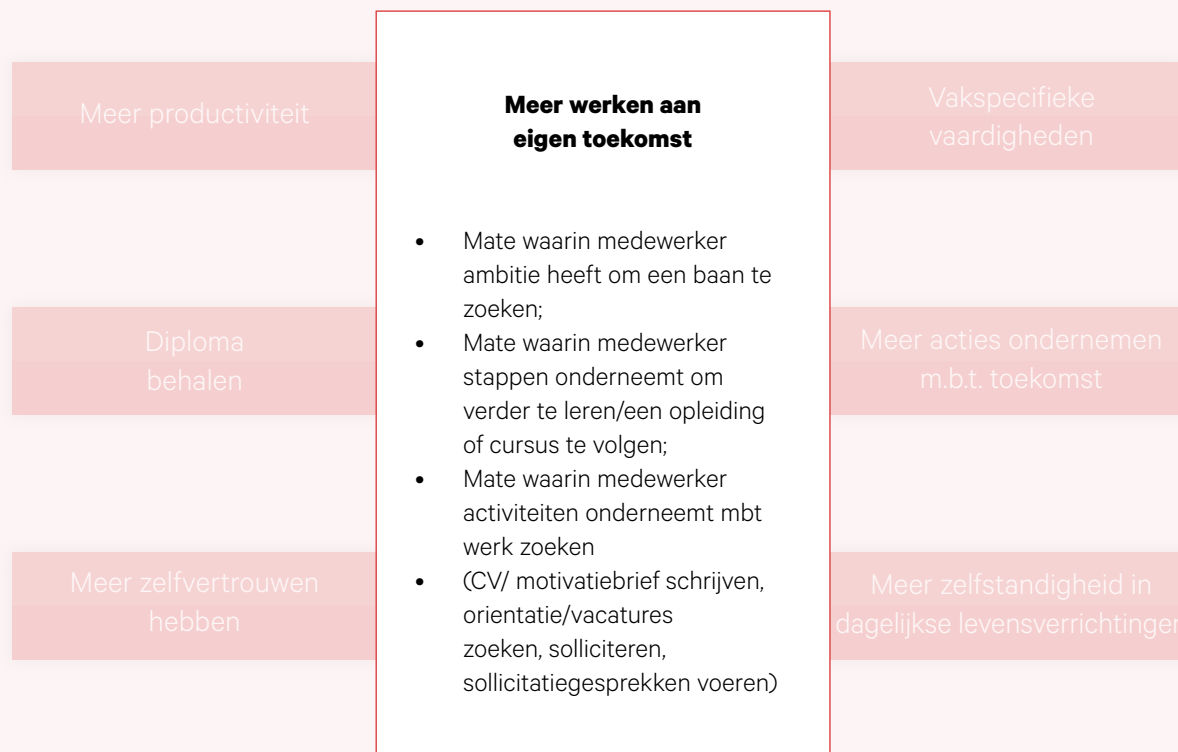 Meer productiviteit
Diploma
behalen
Meer zelfvertrouwen
hebben
Meer werken aan
eigen toekomst
• Mate waarin medewerker
ambitie heeft om een baan te
zoeken;
• Mate waarin medewerker
stappen onderneemt om
verder te leren/een opleiding
of cursus te volgen;
• Mate waarin medewerker
activiteiten onderneemt mbt
werk zoeken
• (CV/ motivatiebrief schrijven,
orientatie/vacatures
zoeken, solliciteren,
sollicitatiegesprekken voeren)
Vakspecifieke
vaardigheden
Meer acties ondernemen
m.b.t. toekomst
Meer zelfstandigheid in
dagelijkse levensverrichtingen